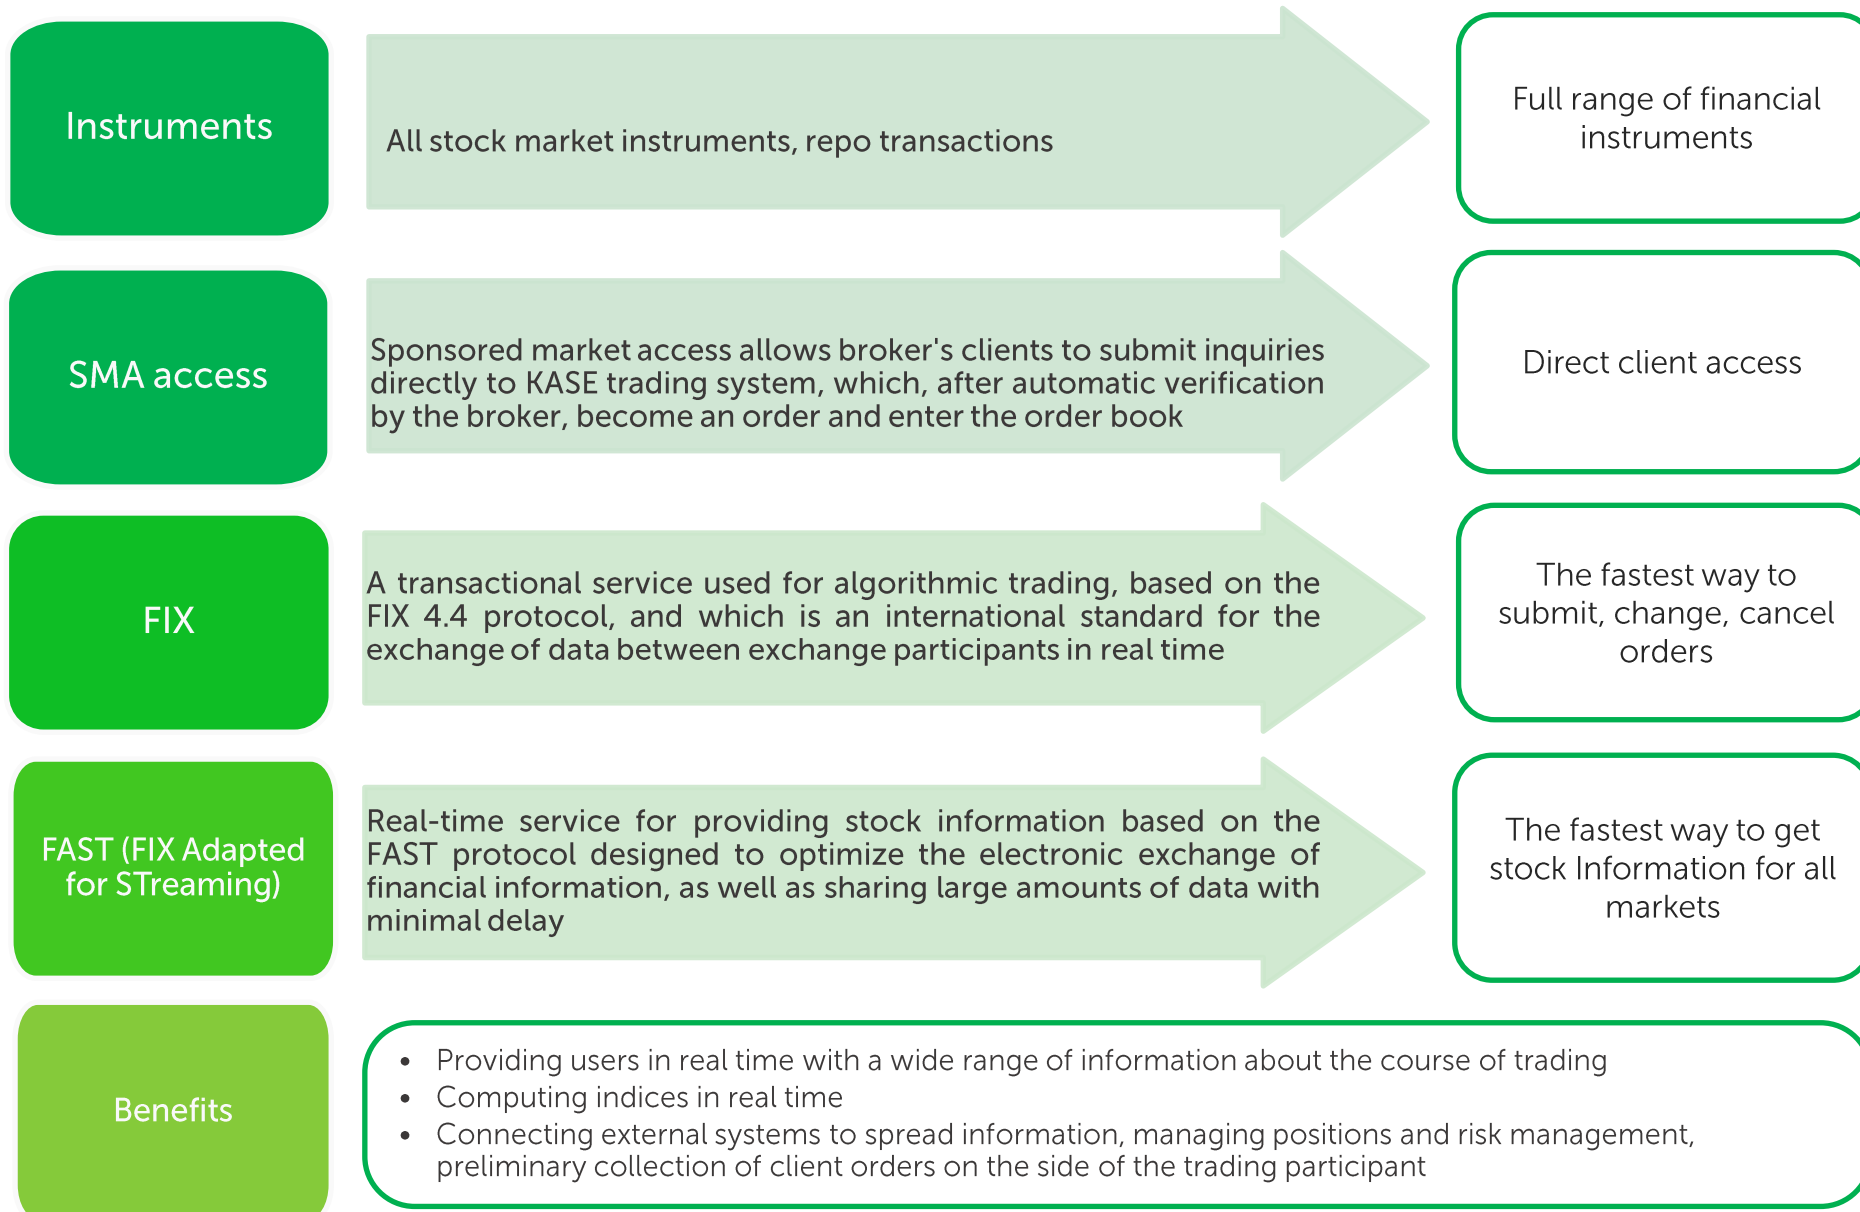 Instruments
All stock market instruments, repo transactions
Full range of financial
instruments
SMA access
Sponsored market access allows broker's clients to submit inquiries
directly to KASE trading system, which, after automatic verification
by the broker, become an order and enter the order book
Direct client access
FIX
A transactional service used for algorithmic trading, based on the
FIX 4.4 protocol, and which is an international standard for the
exchange of data between exchange participants in real time
The fastest way to
submit, change, cancel
orders
FAST (FIX Adapted
for STreaming)
Real-time service for providing stock information based on the
FAST protocol designed to optimize the electronic exchange of
financial information, as well as sharing large amounts of data with
minimal delay
The fastest way to get
stock Information for all
markets
Benefits
• Providing users in real time with a wide range of information about the course of trading
• Computing indices in real time
• Connecting external systems to spread information, managing positions and risk management,
preliminary collection of client orders on the side of the trading participant